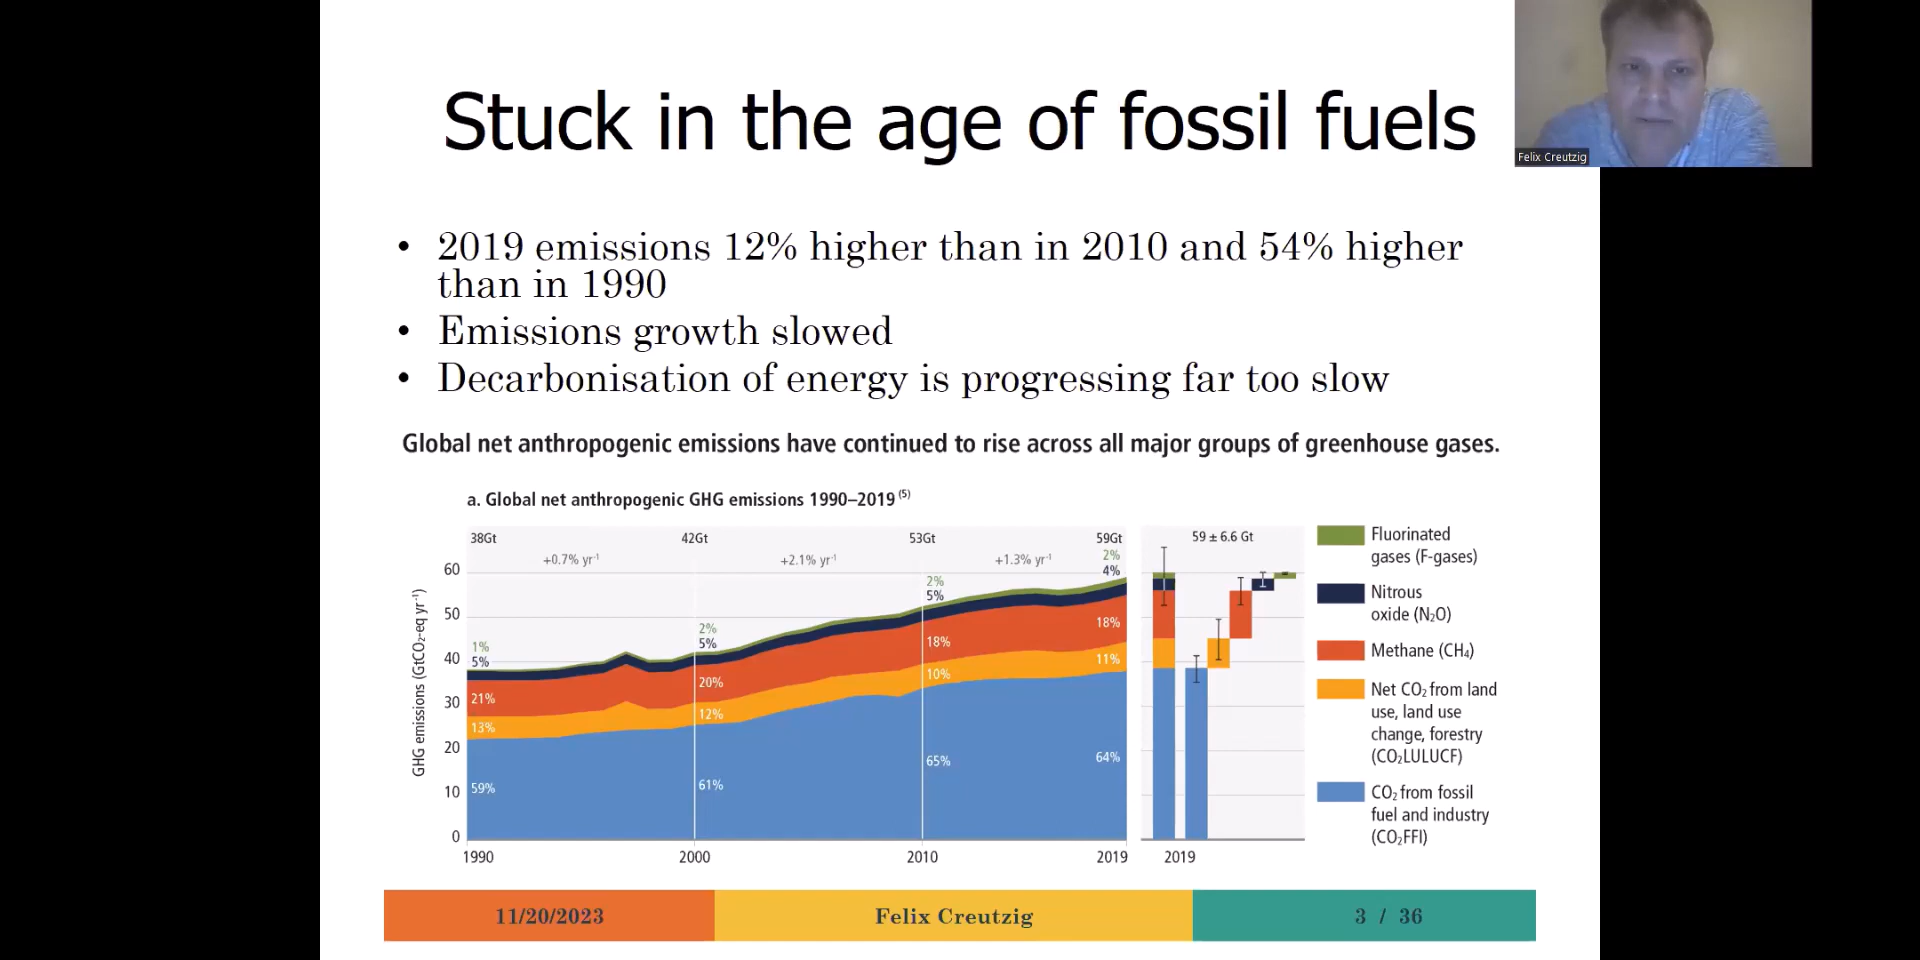 Stuck in the age of fossil fuels
Felix Creutzig
• 2019 emissions 12% higher than in 2010 and 54% higher
than in 1990
• Emissions growth slowed
• Decarbonisation of energy is progressing far too slow
Global net anthropogenic emissions have continued to rise across all major groups of greenhouse gases.
a. Global net anthropogenic GHG emissions 1990–2019 (5)
38Gt
42Gt
53Gt
59Gt
+0.7% yr⁻¹
+2.1% yr⁻¹
+1.3% yr⁻¹
GHG emissions (GtCO₂-eq yr⁻¹)
60
50
40
30
20
10
0
1%
5%
21%
13%
59%
2%
5%
20%
12%
61%
2%
5%
18%
10%
65%
2%
4%
18%
11%
64%
1990
2000
2010
2019
59 ± 6.6 Gt
2019
Fluorinated
gases (F-gases)
Nitrous
oxide (N₂O)
Methane (CH₄)
Net CO₂ from land
use, land use
change, forestry
(CO₂LULUCF)
CO₂ from fossil
fuel and industry
(CO₂FFI)
11/20/2023
Felix Creutzig
3 / 36